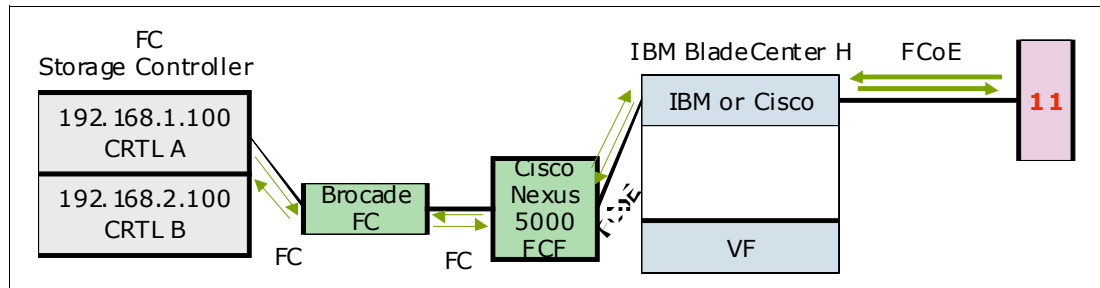 FC
Storage Controller
192.168.1.100
CRTL A
192.168.2.100
CRTL B
FC
Brocade
FC
FC
Cisco
Nexus
5000
FCF
FCoE
IBM BladeCenter H
IBM or Cisco
VF
FCoE
11